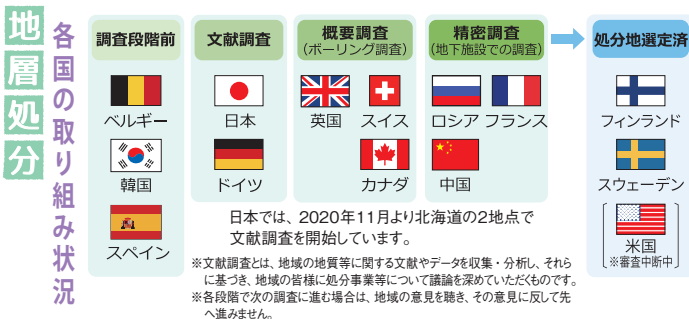 地層処分
各国の取り組み状況
調査段階前
ベルギー
韓国
スペイン
文献調査
日本
ドイツ
概要調査
(ボーリング調査)
英国 スイス
カナダ
精密調査
(地下施設での調査)
ロシア フランス
中国
処分地選定済
フィンランド
スウェーデン
米国
※審査中断中
日本では、2020年11月より北海道の2地点で
文献調査を開始しています。
※文献調査とは、地域の地質等に関する文献やデータを収集・分析し、それら
に基づき、地域の皆様に処分事業等について議論を深めていただくものです。
※各段階で次の調査に進む場合は、地域の意見を聴き、その意見に反して先
へ進みません。